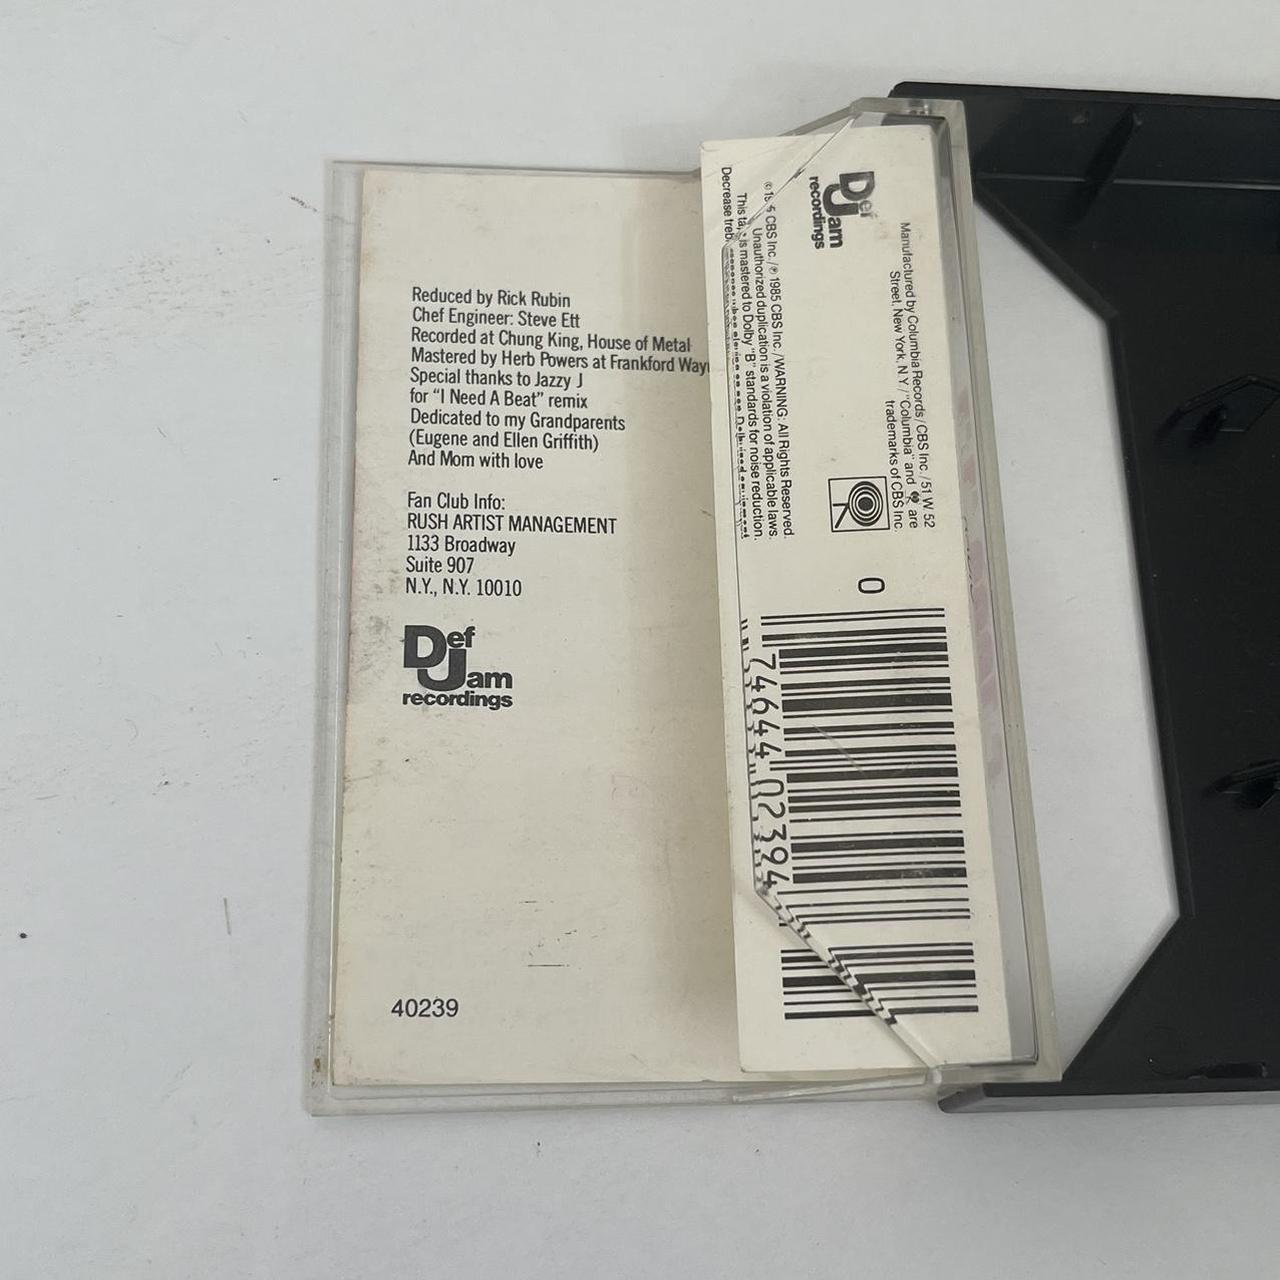 Reduced by Rick Rubin
Chef Engineer: Steve Ett
Recorded at Chung King, House of Metal
Mastered by Herb Powers at Frankford Way
Special thanks to Jazzy J
for "I Need A Beat" remix
Dedicated to my Grandparents
(Eugene and Ellen Griffith)
And Mom with love
Fan Club Info:
RUSH ARTIST MANAGEMENT
1133 Broadway
Suite 907
N.Y., N.Y. 10010
Def
Jam
recordings
40239
Manufactured by Columbia Records/CBS Inc./51 W 52
Street, New York, N.Y./"Columbia" and are
trademarks of CBS Inc.
Def
Jam
recordings
© CBS Inc./℗ 1985 CBS Inc./WARNING: All Rights Reserved.
Unauthorized duplication is a violation of applicable laws.
This is mastered to Dolby "B" standards for noise reduction.
Decrease treb
0
74644 02394